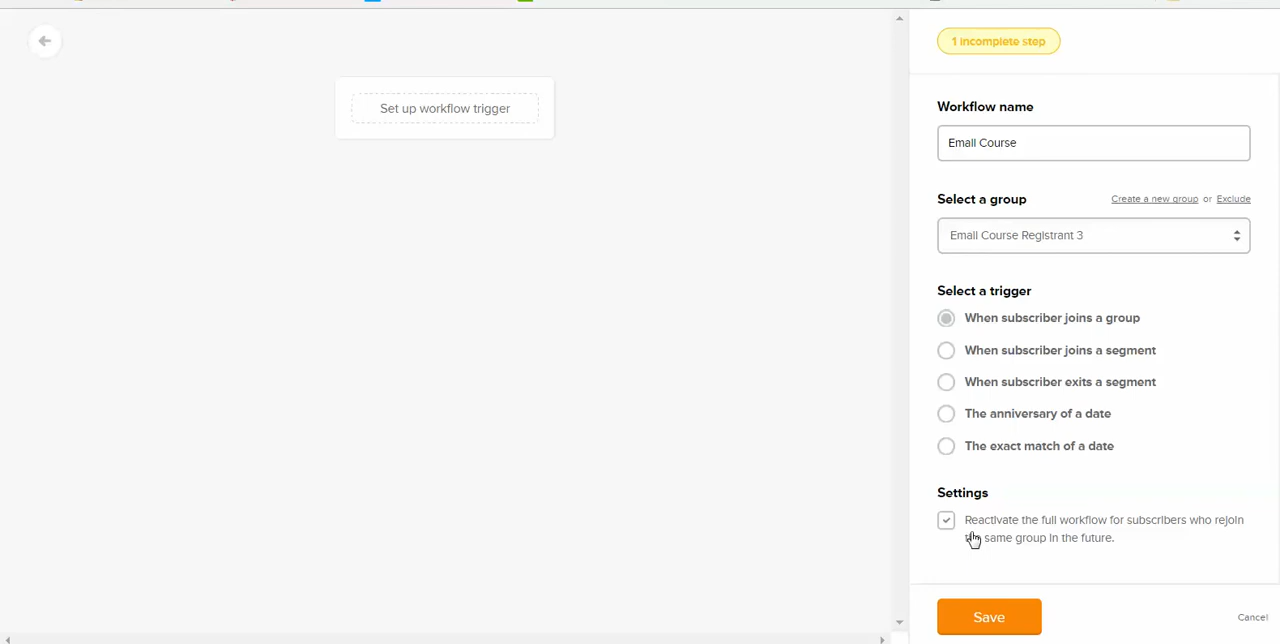 1 incomplete step
Set up workflow trigger
Workflow name
Email Course
Select a group
Create a new group or Exclude
Email Course Registrant 3
Select a trigger
When subscriber joins a group
When subscriber joins a segment
When subscriber exits a segment
The anniversary of a date
The exact match of a date
Settings
Reactivate the full workflow for subscribers who rejoin
same group in the future.
Save
Cancel